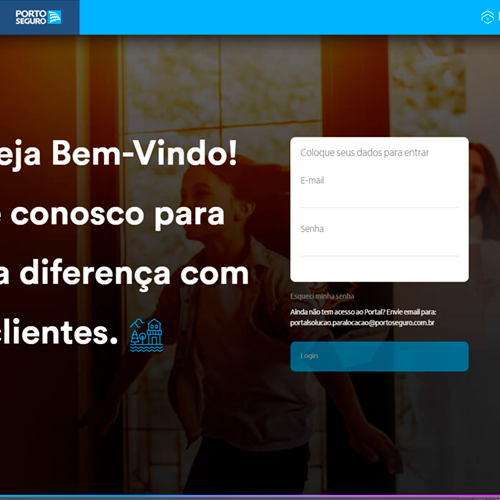 PORTO
SEGURO
eja Bem-Vindo!
conosco para
a diferença com
clientes.
Coloque seus dados para entrar
E-mail
Senha
Esqueci minha senha
Ainda não tem acesso ao Portal? Envie email para:
portalsolucao.paralocacao@portoseguro.com.br
Login